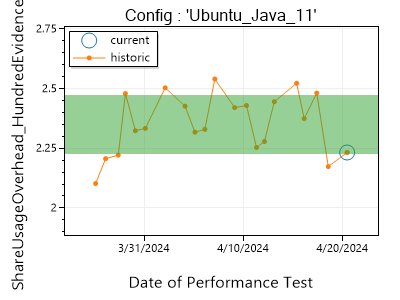 Config : 'Ubuntu_Java_11'
ShareUsageOverhead_HundredEvidence
2.75
2.5
2.25
2
current
historic
3/31/2024
4/10/2024
4/20/2024
Date of Performance Test